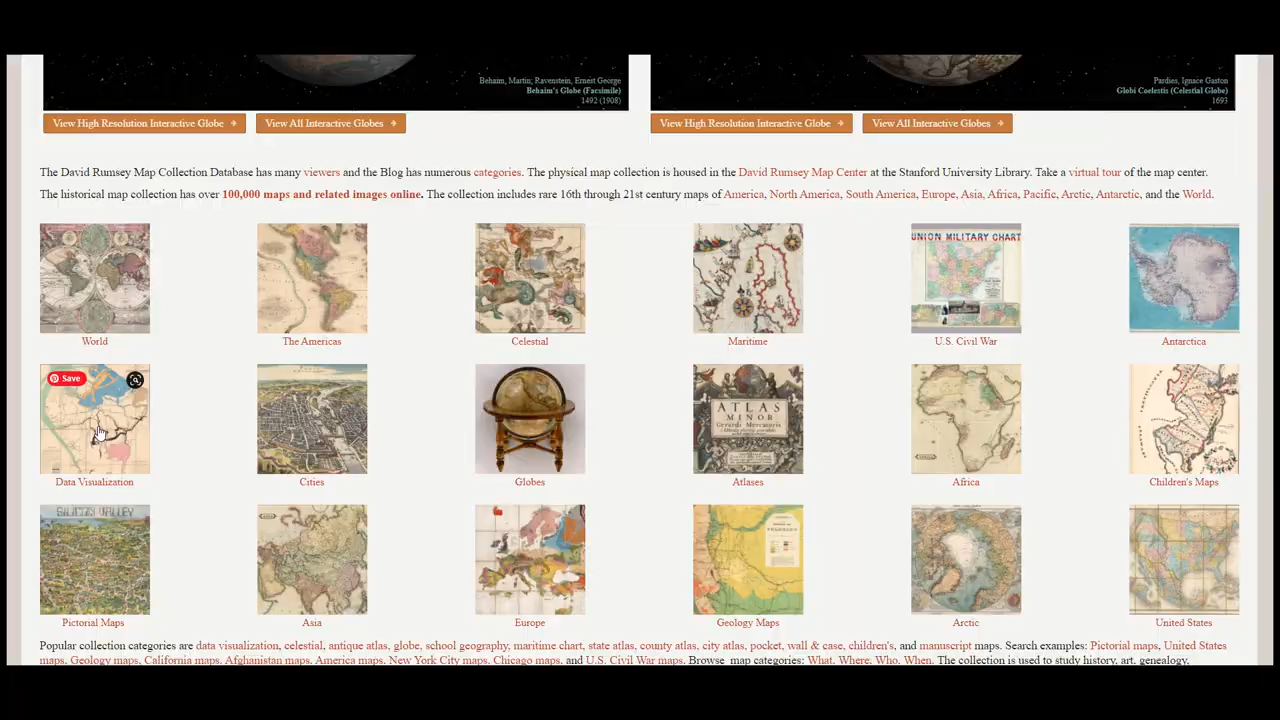 Behaim, Martin; Ravenstein, Ernest George
Behaim's Globe (Facsimile)
1492 (1908)
Pardies, Ignace Gaston
Globi Coelestis (Celestial Globe)
1693
View High Resolution Interactive Globe
View All Interactive Globes
View High Resolution Interactive Globe
View All Interactive Globes
The David Rumsey Map Collection Database has many viewers and the Blog has numerous categories. The physical map collection is housed in the David Rumsey Map Center at the Stanford University Library. Take a virtual tour of the map center.
The historical map collection has over 100,000 maps and related images online. The collection includes rare 16th through 21st century maps of America, North America, South America, Europe, Asia, Africa, Pacific, Arctic, Antarctic, and the World.
UNION MILITARY CHART
World
The Americas
Celestial
Maritime
U.S. Civil War
Antarctica
Save
ATLAS
MINOR
Gerardi Mercatoris
Data Visualization
Cities
Globes
Atlases
Africa
Children's Maps
SILICON VALLEY
Pictorial Maps
Asia
Europe
Geology Maps
Arctic
United States
Popular collection categories are data visualization, celestial, antique atlas, globe, school geography, maritime chart, state atlas, county atlas, city atlas, pocket, wall & case, children's, and manuscript maps. Search examples: Pictorial maps, United States
maps, Geology maps, California maps, Afghanistan maps, America maps, New York City maps, Chicago maps, and U.S. Civil War maps. Browse map categories: What, Where, Who, When. The collection is used to study history, art, genealogy,